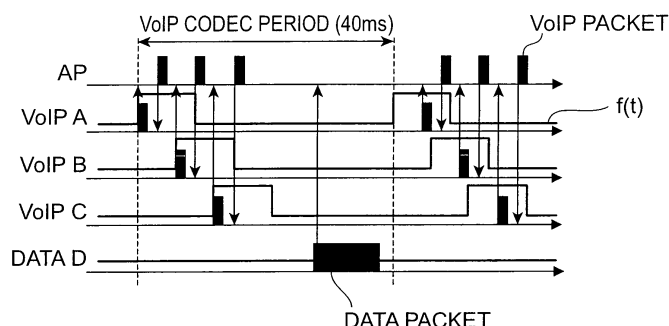 VoIP CODEC PERIOD (40ms)
VoIP PACKET
AP
VoIP A
f(t)
VoIP B
VoIP C
DATA D
DATA PACKET